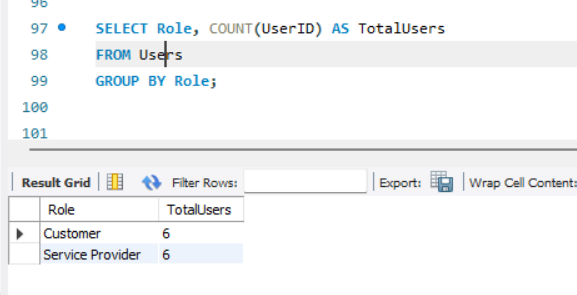 96
97 SELECT Role, COUNT(UserID) AS TotalUsers
98 FROM Users
99 GROUP BY Role;
100
101
Result Grid Filter Rows: Export: Wrap Cell Content:
Role TotalUsers
Customer 6
Service Provider 6